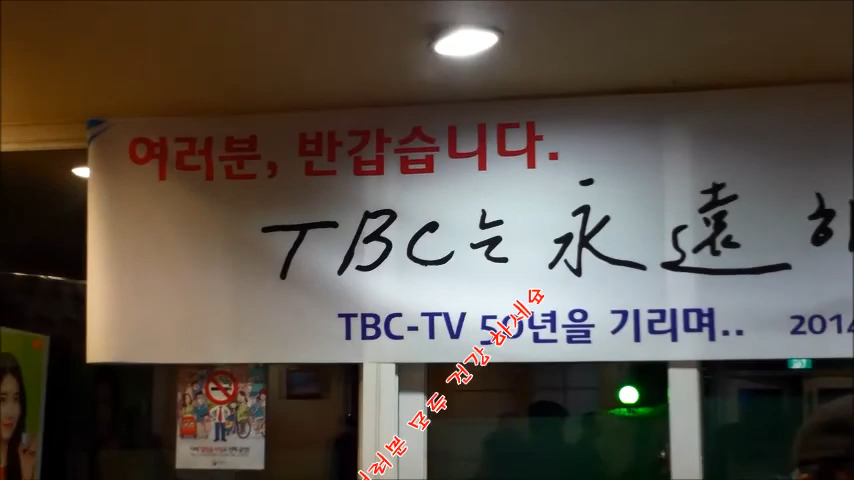 여러분, 반갑습니다.
TBC는 永遠
TBC-TV 50년을 기리며.. 2014
여러분 모두 건강 하세요